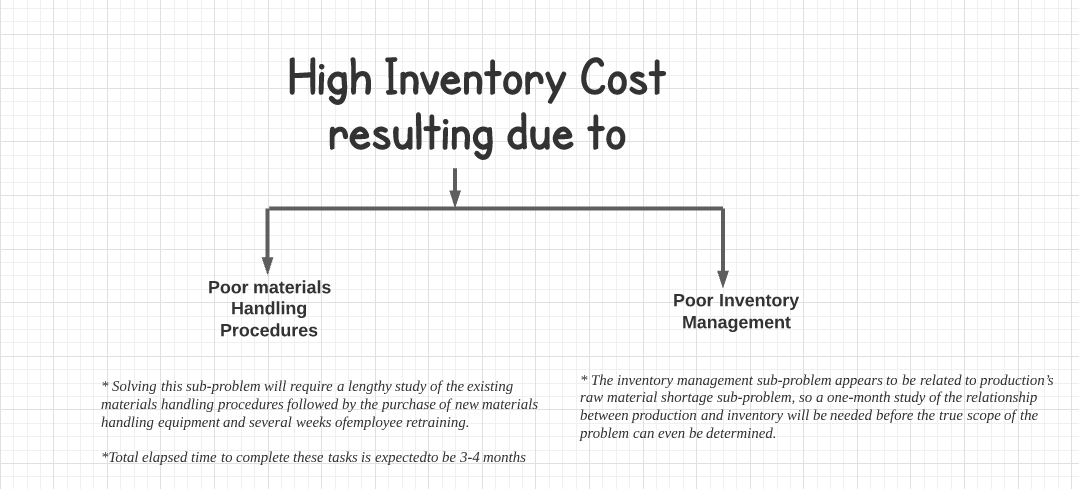 High Inventory Cost
resulting due to
Poor materials
Handling
Procedures
* Solving this sub-problem will require a lengthy study of the existing
materials handling procedures followed by the purchase of new materials
handling equipment and several weeks ofemployee retraining.
*Total elapsed time to complete these tasks is expectedto be 3-4 months
Poor Inventory
Management
* The inventory management sub-problem appears to be related to production’s
raw material shortage sub-problem, so a one-month study of the relationship
between production and inventory will be needed before the true scope of the
problem can even be determined.